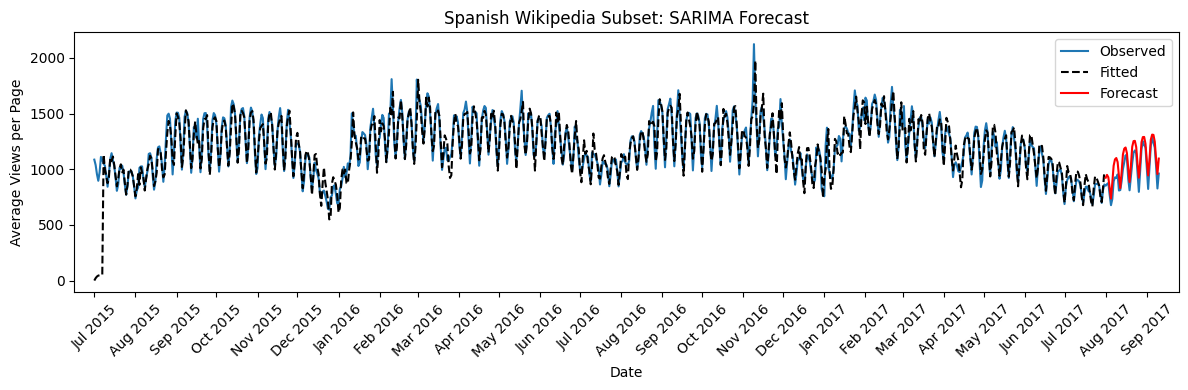 Spanish Wikipedia Subset: SARIMA Forecast
Average Views per Page
2000
1500
1000
500
0
Observed
Fitted
Forecast
Jul 2015
Aug 2015
Sep 2015
Oct 2015
Nov 2015
Dec 2015
Jan 2016
Feb 2016
Mar 2016
Apr 2016
May 2016
Jun 2016
Jul 2016
Aug 2016
Sep 2016
Oct 2016
Nov 2016
Dec 2016
Jan 2017
Feb 2017
Mar 2017
Apr 2017
May 2017
Jun 2017
Jul 2017
Aug 2017
Sep 2017
Date